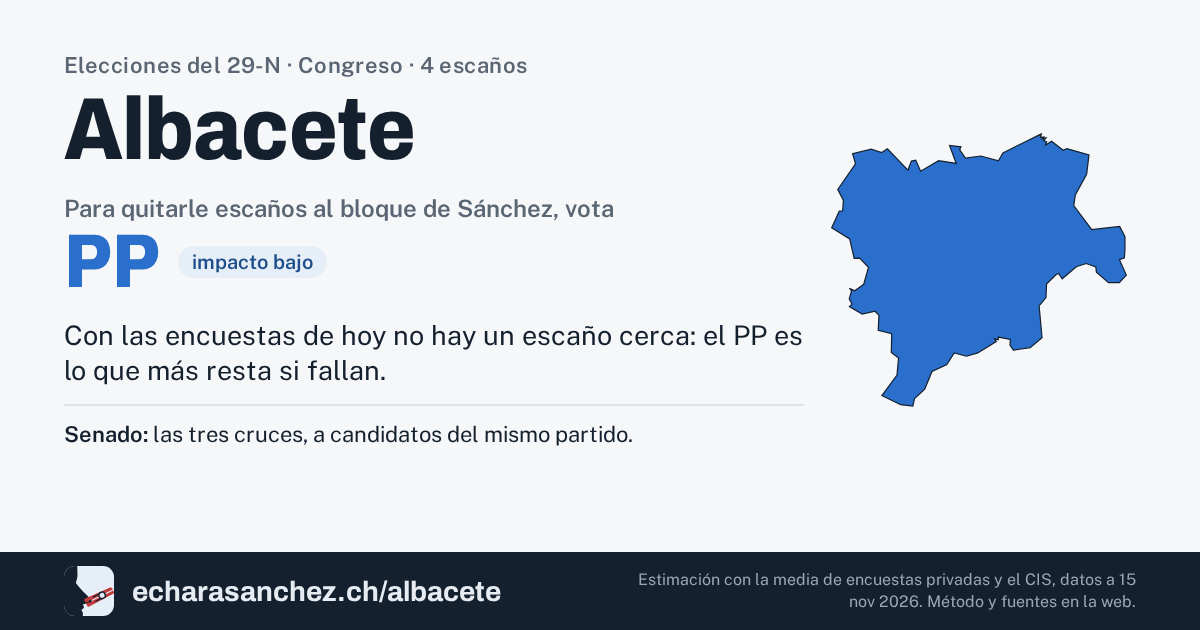 Elecciones del 29-N · Congreso · 4 escaños
Albacete
Para quitarle escaños al bloque de Sánchez, vota
PP impacto bajo
Con las encuestas de hoy no hay un escaño cerca: el PP es
lo que más resta si fallan.
Senado: las tres cruces, a candidatos del mismo partido.
echarasanchez.ch/albacete
Estimación con la media de encuestas privadas y el CIS, datos a 15
nov 2026. Método y fuentes en la web.